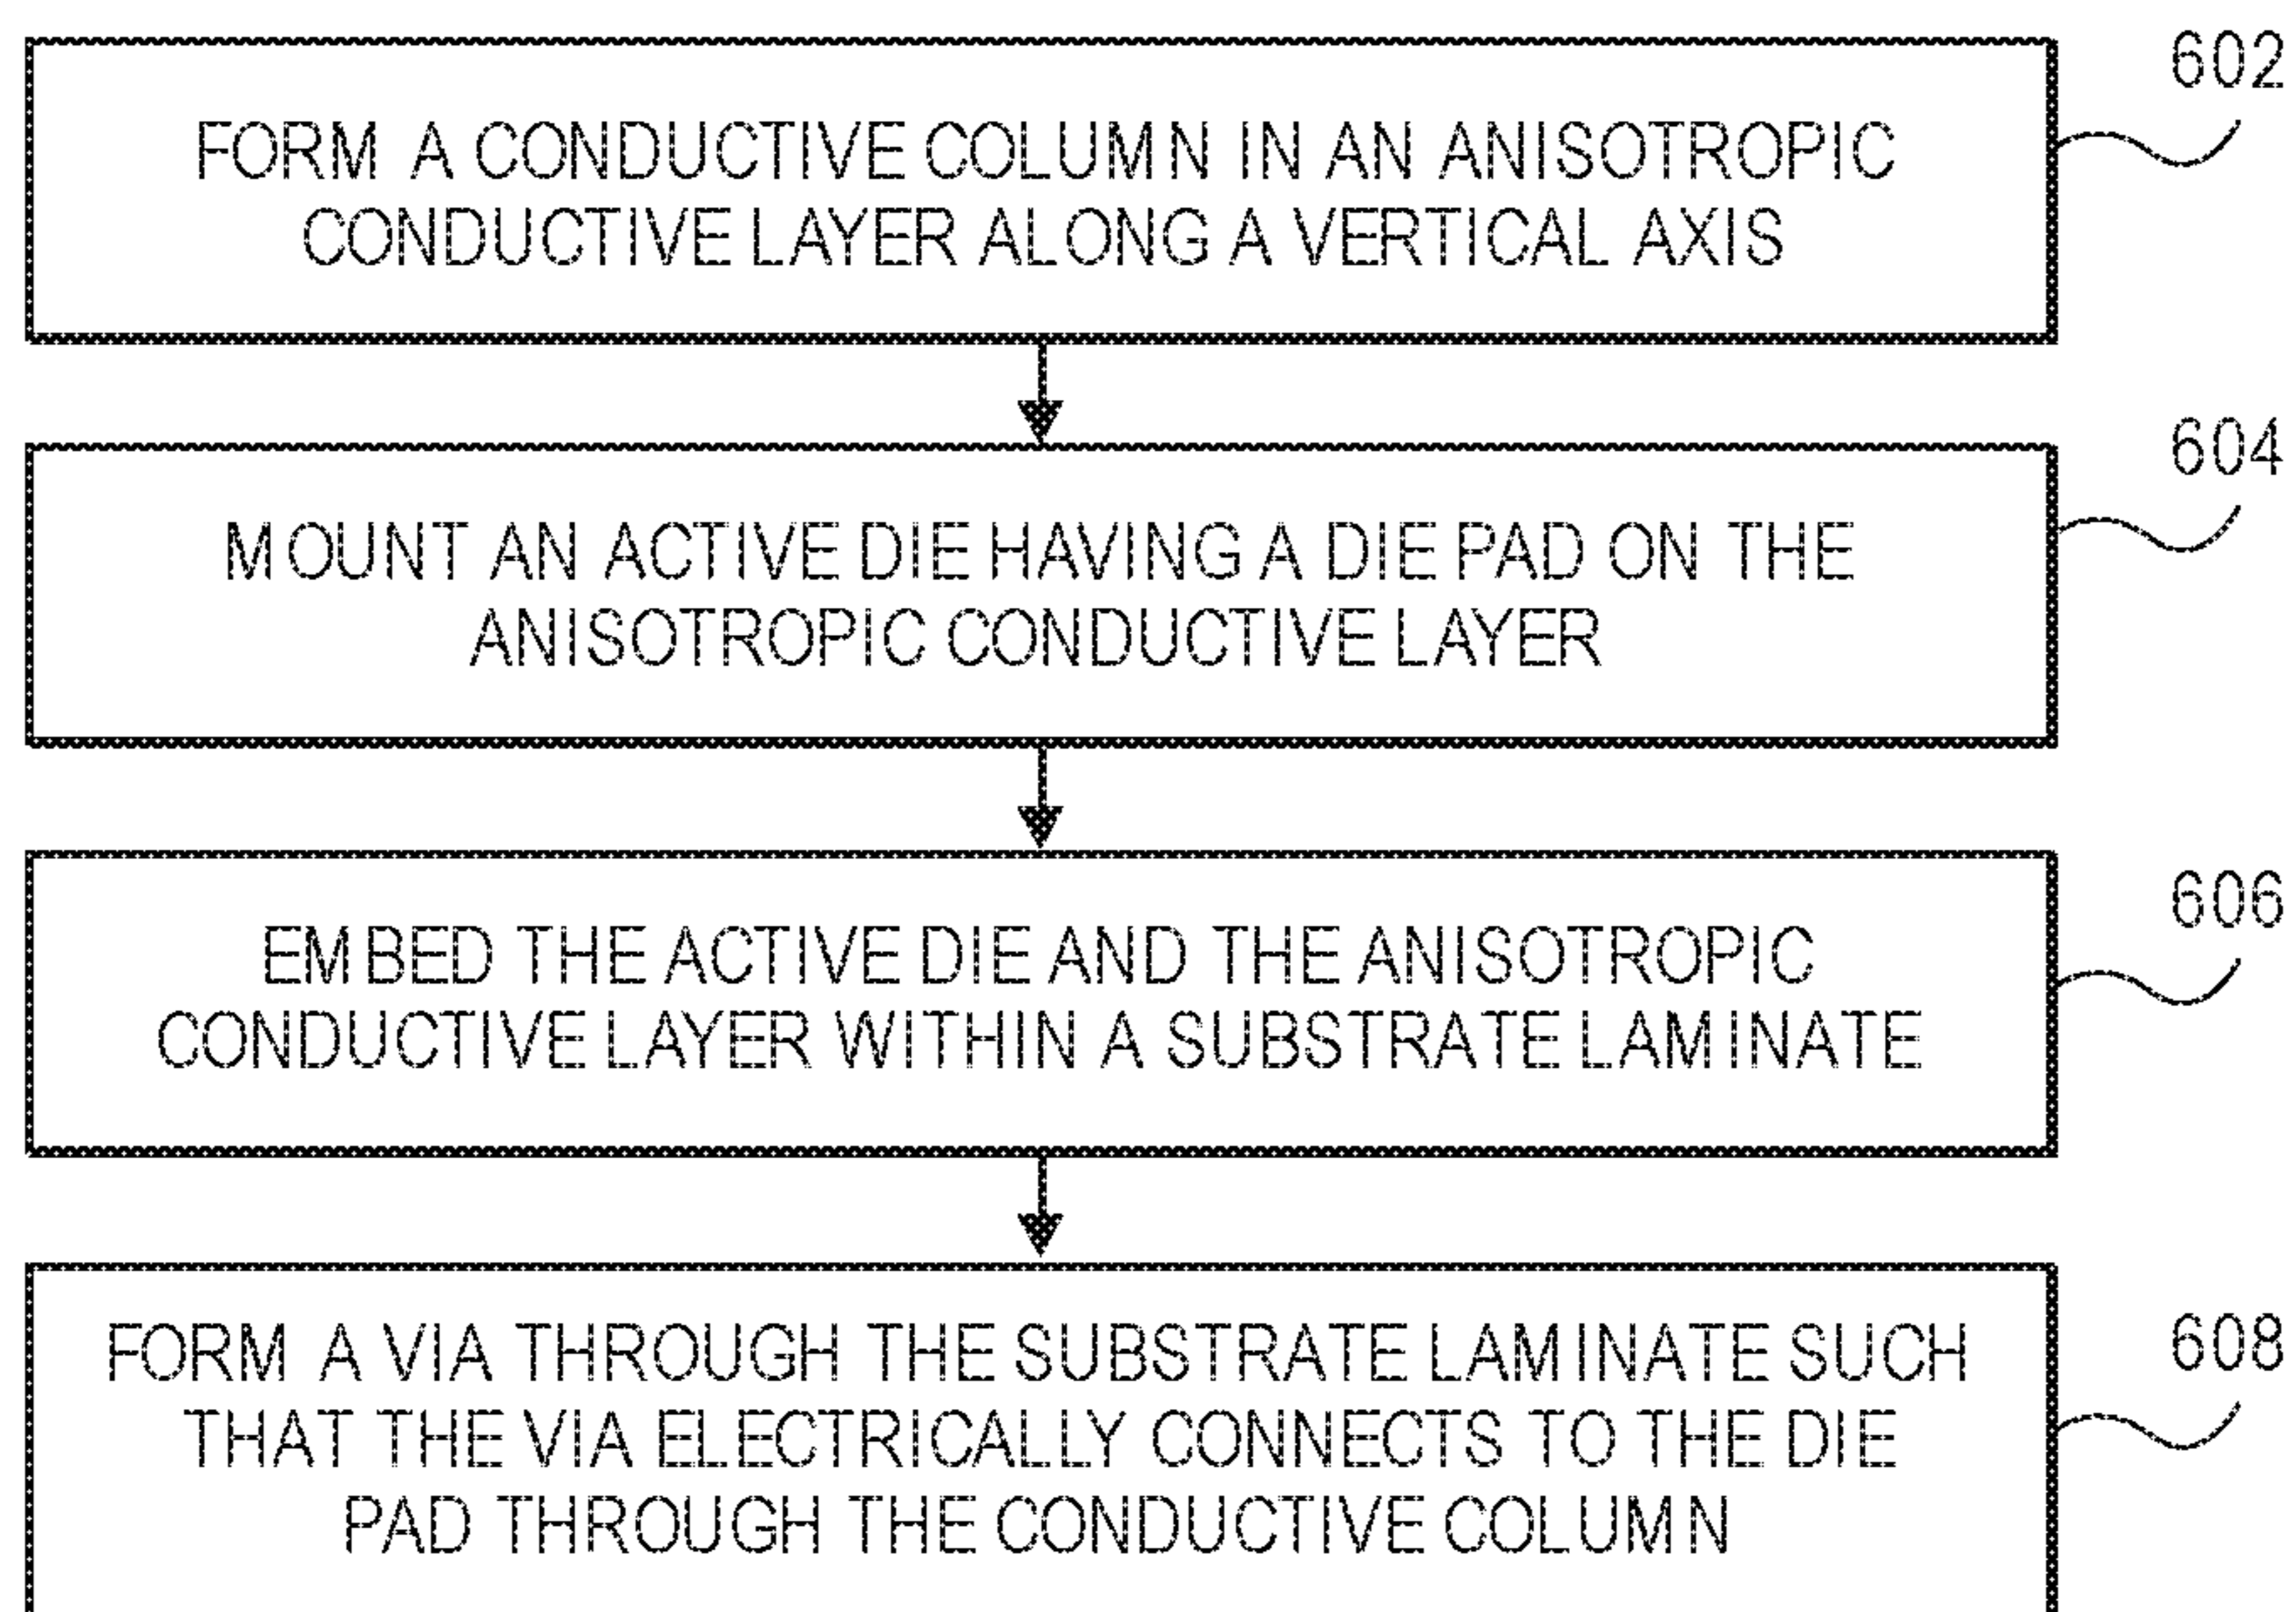 602
FORM A CONDUCTIVE COLUMN IN AN ANISOTROPIC
CONDUCTIVE LAYER ALONG A VERTICAL AXIS
604
MOUNT AN ACTIVE DIE HAVING A DIE PAD ON THE
ANISOTROPIC CONDUCTIVE LAYER
606
EMBED THE ACTIVE DIE AND THE ANISOTROPIC
CONDUCTIVE LAYER WITHIN A SUBSTRATE LAMINATE
608
FORM A VIA THROUGH THE SUBSTRATE LAMINATE SUCH
THAT THE VIA ELECTRICALLY CONNECTS TO THE DIE
PAD THROUGH THE CONDUCTIVE COLUMN